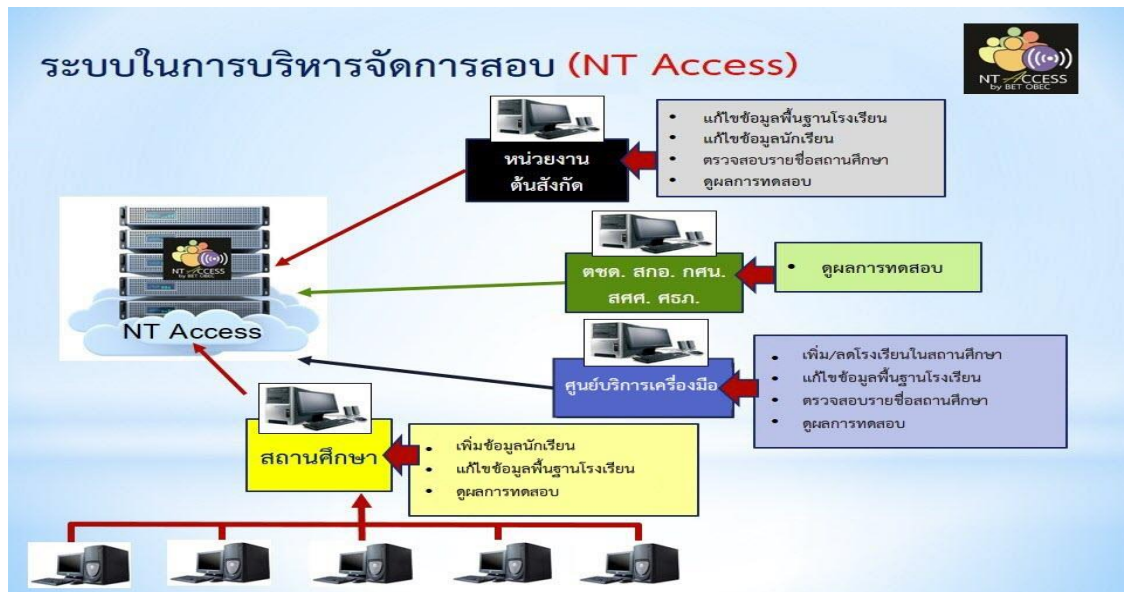 ระบบในการบริหารจัดการสอบ (NT Access)
NT ACCESS
by BET OBEC
หน่วยงาน
ต้นสังกัด
• แก้ไขข้อมูลพื้นฐานโรงเรียน
• แก้ไขข้อมูลนักเรียน
• ตรวจสอบรายชื่อสถานศึกษา
• ดูผลการทดสอบ
NT ACCESS
by BET OBEC
NT Access
ตชด. สกอ. กศน.
สศศ. ศธภ.
• ดูผลการทดสอบ
ศูนย์บริการเครื่องมือ
• เพิ่ม/ลดโรงเรียนในสถานศึกษา
• แก้ไขข้อมูลพื้นฐานโรงเรียน
• ตรวจสอบรายชื่อสถานศึกษา
• ดูผลการทดสอบ
สถานศึกษา
• เพิ่มข้อมูลนักเรียน
• แก้ไขข้อมูลพื้นฐานโรงเรียน
• ดูผลการทดสอบ